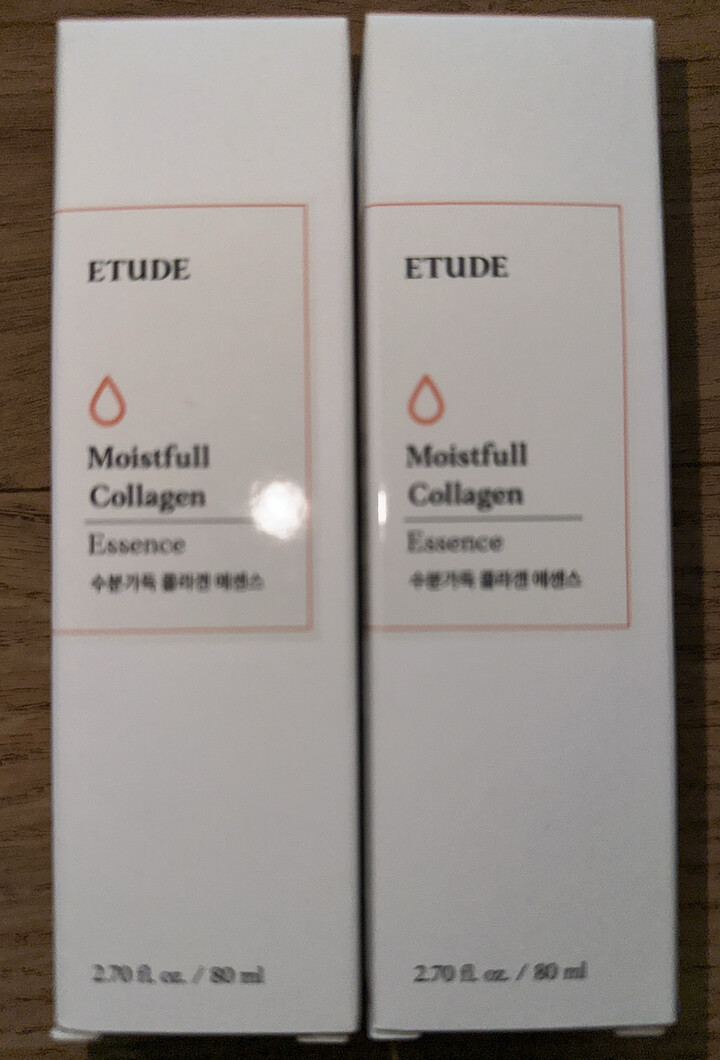 ETUDE
Moistfull
Collagen
Essence
수분가득 콜라겐 에센스
2.70 fl. oz. / 80 ml
ETUDE
Moistfull
Collagen
Essence
수분가득 콜라겐 에센스
2.70 fl. oz. / 80 ml